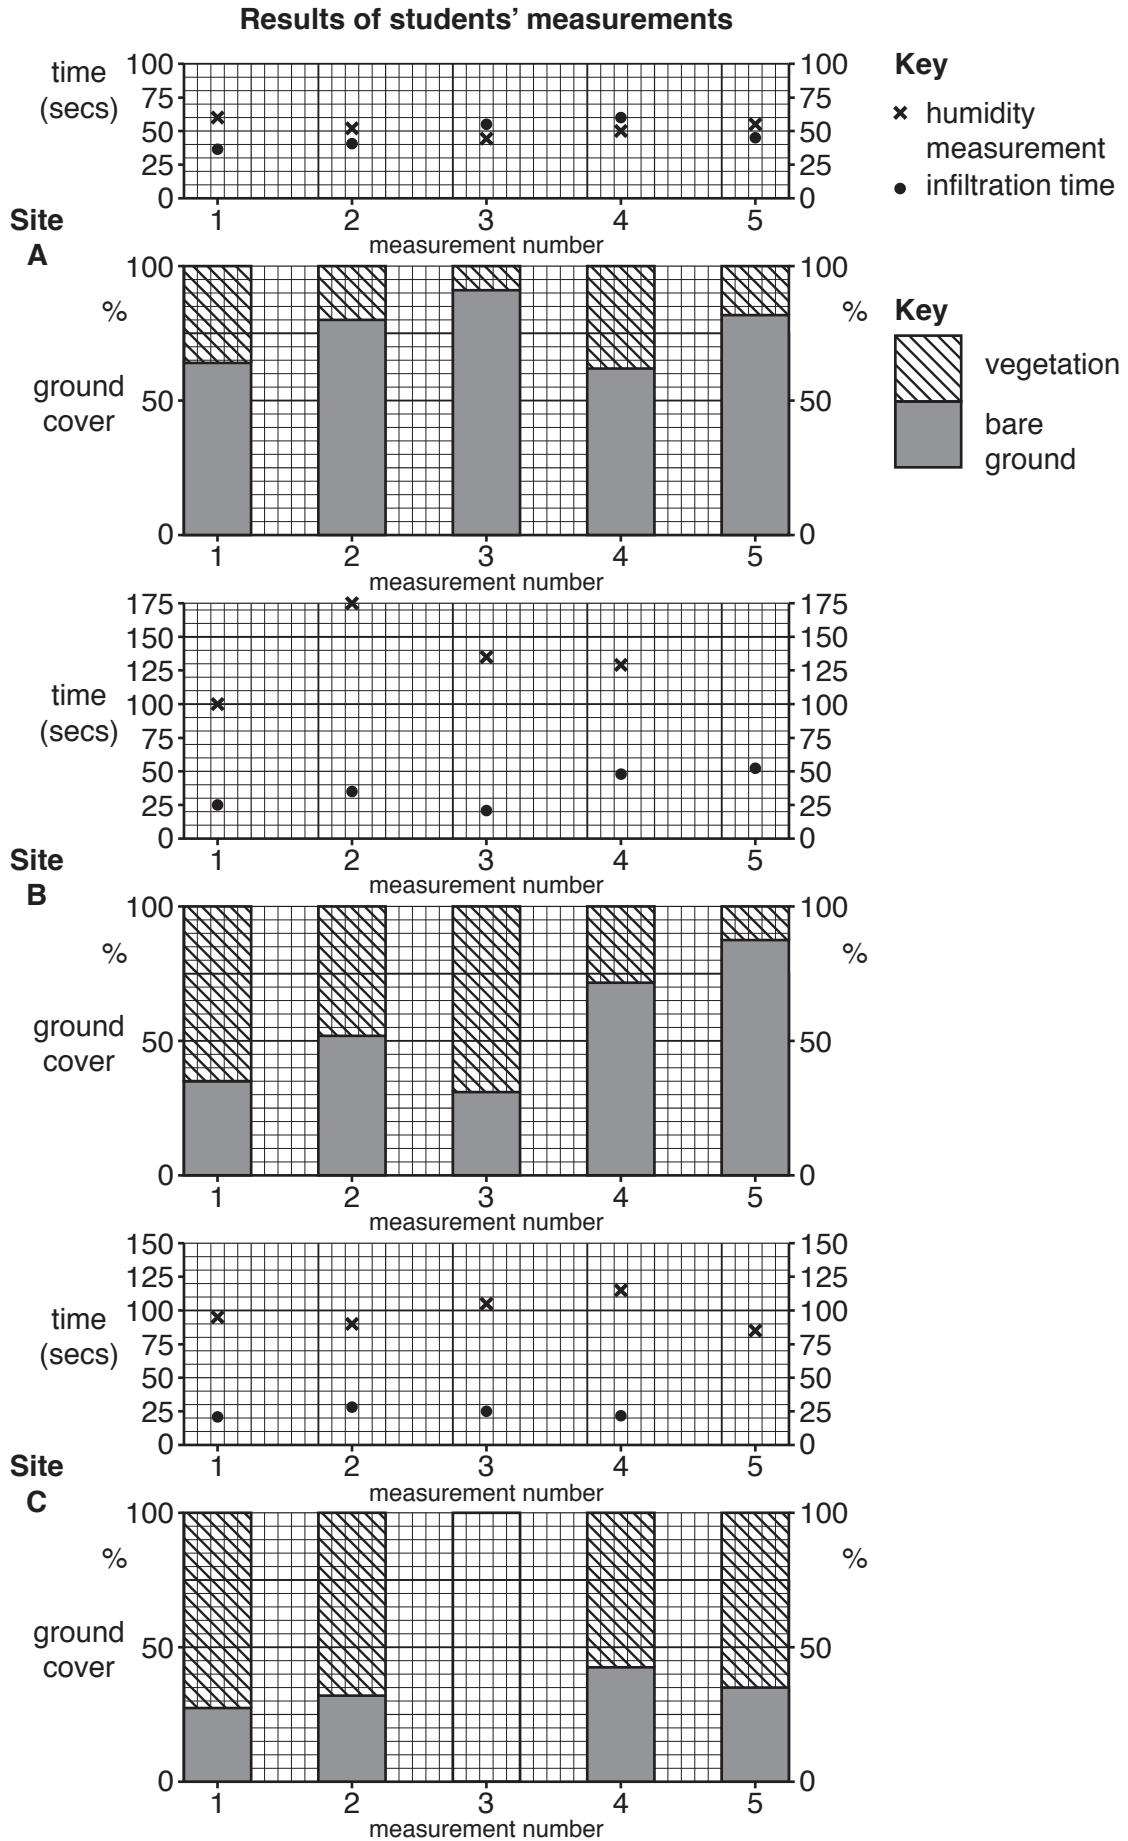 Results of students’ measurements
time
(secs)
100
75
50
25
0
100
75
50
25
0
1 2 3 4 5
measurement number
Key
humidity
measurement
infiltration time
Site
A
100
%
ground
cover
50
0
100
%
50
0
1 2 3 4 5
measurement number
Key
vegetation
bare
ground
175
150
125
100
75
50
25
0
time
(secs)
175
150
125
100
75
50
25
0
1 2 3 4 5
measurement number
Site
B
100
%
ground
cover
50
0
100
%
50
0
1 2 3 4 5
measurement number
150
125
100
75
50
25
0
time
(secs)
150
125
100
75
50
25
0
1 2 3 4 5
measurement number
Site
C
100
%
ground
cover
50
0
100
%
50
0
1 2 3 4 5
measurement number